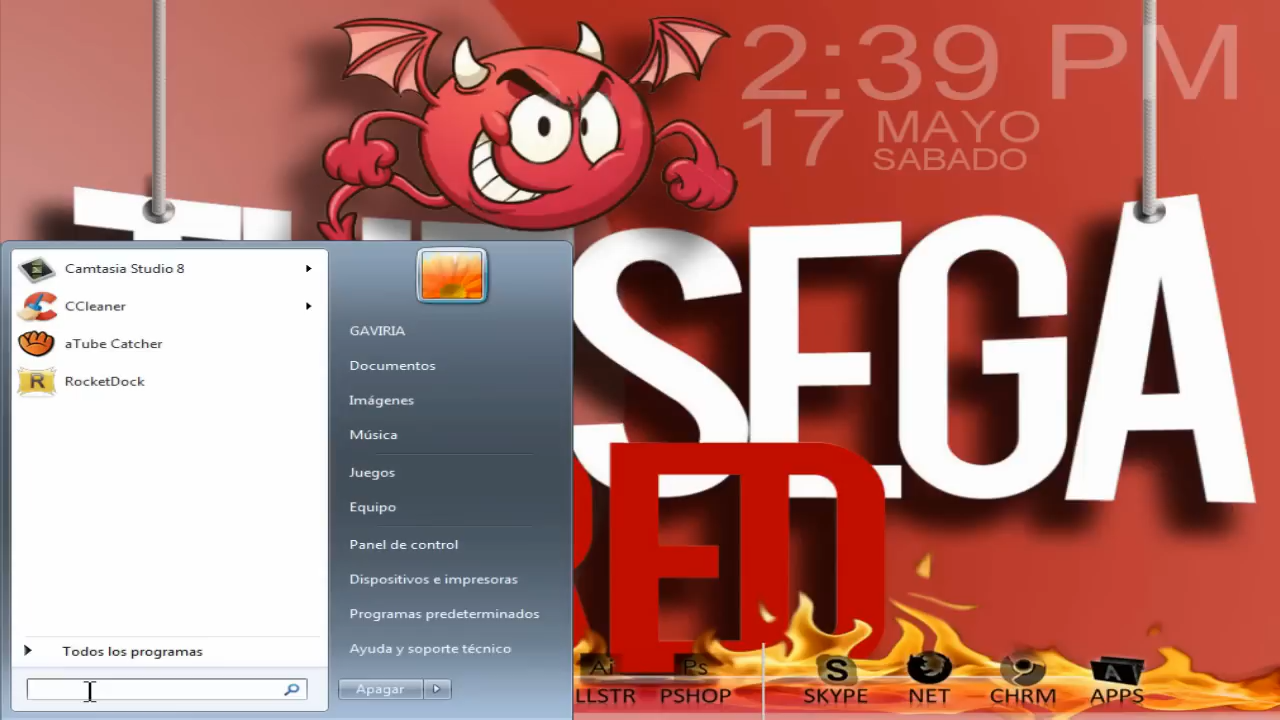 2:39 PM
17 MAYO
SABADO
SEGA
RED
Camtasia Studio 8
CCleaner
aTube Catcher
RocketDock
Todos los programas
GAVIRIA
Documentos
Imágenes
Música
Juegos
Equipo
Panel de control
Dispositivos e impresoras
Programas predeterminados
Ayuda y soporte técnico
Apagar
LLSTR PSHOP SKYPE NET CHRM APPS